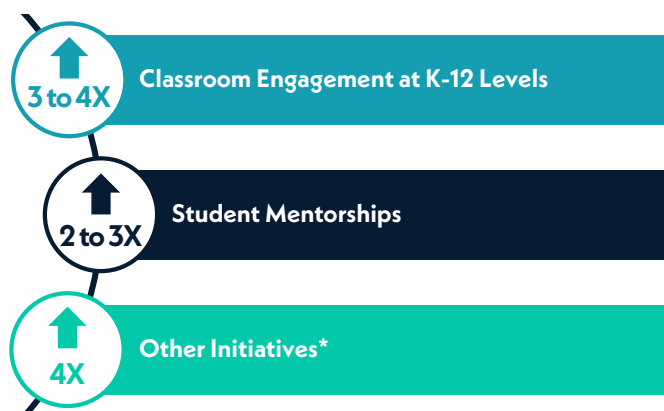 3 to 4X
Classroom Engagement at K-12 Levels
2 to 3X
Student Mentorships
4X
Other Initiatives*